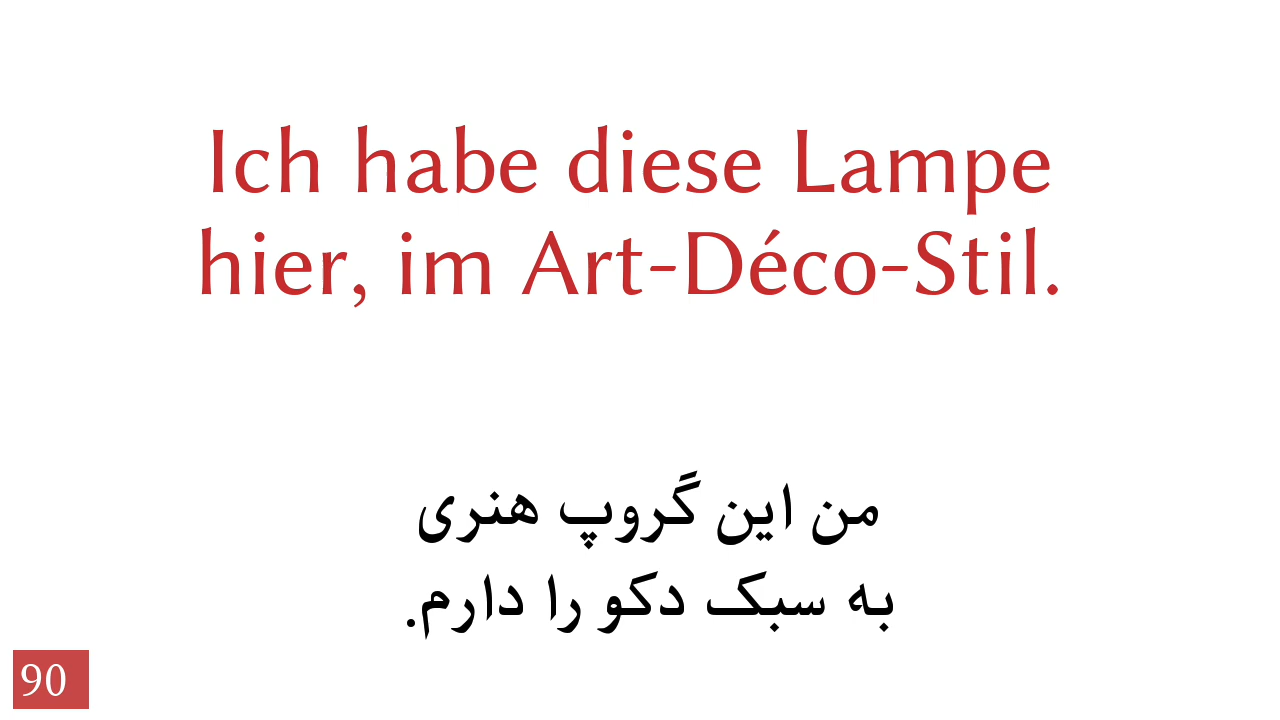 Ich habe diese Lampe
hier, im Art-Déco-Stil.
من این گروپ هنری
به سبک دکو را دارم.
90